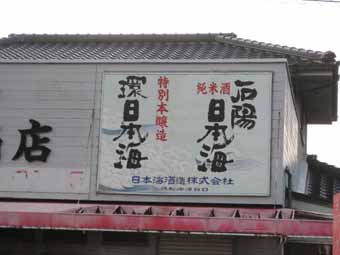 純米酒
石陽
日本海
特別本醸造
環日本海
日本海酒造株式会社
店